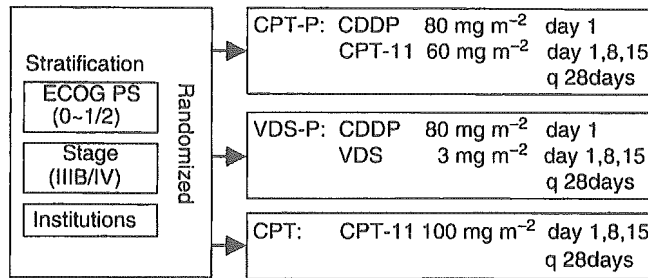 Stratification
ECOG PS
(0~1/2)
Stage
(IIIB/IV)
Institutions
Randomized
CPT-P: CDDP 80 mg m⁻² day 1
CPT-11 60 mg m⁻² day 1,8,15
q 28days
VDS-P: CDDP 80 mg m⁻² day 1
VDS 3 mg m⁻² day 1,8,15
q 28days
CPT: CPT-11 100 mg m⁻² day 1,8,15
q 28days